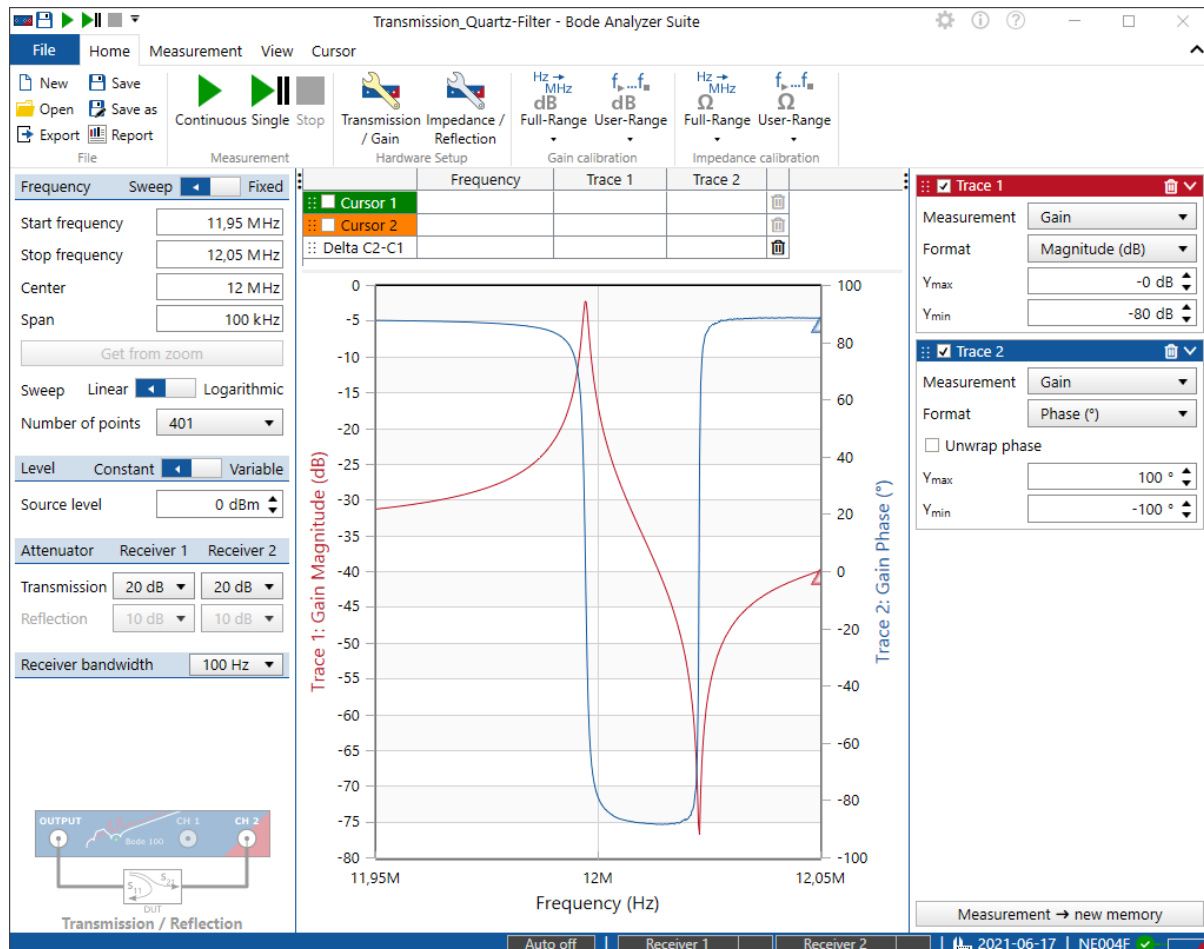 Transmission_Quartz-Filter - Bode Analyzer Suite
File Home Measurement View Cursor
New Save
Open Save as
Export Report
File
Continuous Single Stop
Measurement
Transmission / Gain
Impedance / Reflection
Hardware Setup
Hz → MHz dB
Full-Range
f▶...f■ dB
User-Range
Gain calibration
Hz → MHz Ω
Full-Range
f▶...f■ Ω
User-Range
Impedance calibration
Frequency Sweep Fixed
Start frequency 11,95 MHz
Stop frequency 12,05 MHz
Center 12 MHz
Span 100 kHz
Get from zoom
Sweep Linear Logarithmic
Number of points 401
Level Constant Variable
Source level 0 dBm
Attenuator Receiver 1 Receiver 2
Transmission 20 dB 20 dB
Reflection 10 dB 10 dB
Receiver bandwidth 100 Hz
OUTPUT CH 1 CH 2
Bode 100
S11 S21
DUT
Transmission / Reflection
Frequency Trace 1 Trace 2
Cursor 1
Cursor 2
Delta C2-C1
Trace 1: Gain Magnitude (dB)
0
-5
-10
-15
-20
-25
-30
-35
-40
-45
-50
-55
-60
-65
-70
-75
-80
100
80
60
40
20
0
-20
-40
-60
-80
-100
Trace 2: Gain Phase (°)
11,95M 12M 12,05M
Frequency (Hz)
Trace 1
Measurement Gain
Format Magnitude (dB)
Ymax -0 dB
Ymin -80 dB
Trace 2
Measurement Gain
Format Phase (°)
Unwrap phase
Ymax 100 °
Ymin -100 °
Measurement → new memory
Auto off Receiver 1 Receiver 2 2021-06-17 NE004F